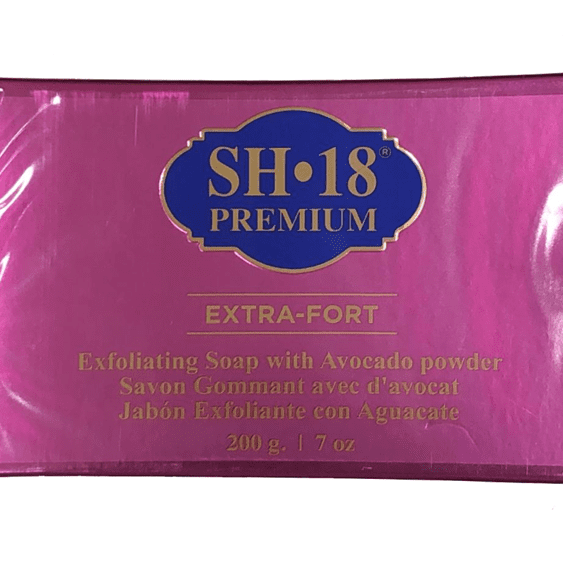 SH•18®
PREMIUM
EXTRA-FORT
Exfoliating Soap with Avocado powder
Savon Gommant avec d'avocat
Jabón Exfoliante con Aguacate
200 g. | 7 oz